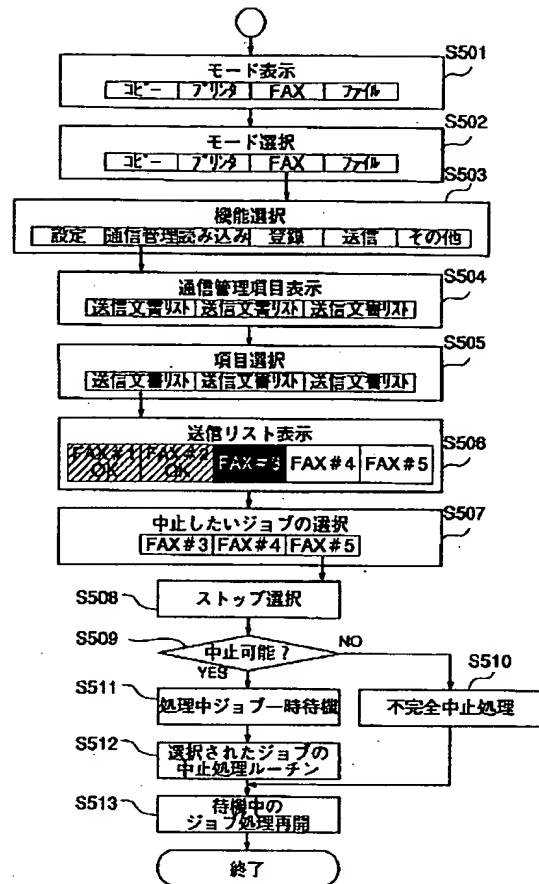 S501
モード表示
コピー プリンタ FAX ファイル
S502
モード選択
コピー プリンタ FAX ファイル
S503
機能選択
設定 通信管理 読み込み 登録 送信 その他
S504
通信管理項目表示
送信文書リスト 送信文書リスト 送信文書リスト
S505
項目選択
送信文書リスト 送信文書リスト 送信文書リスト
送信リスト表示
S506
FAX#1 FAX#2 FAX#3 FAX#4 FAX#5
OK OK
S507
中止したいジョブの選択
FAX#3 FAX#4 FAX#5
S508
ストップ選択
S509
中止可能?
NO
YES
S510
S511
処理中ジョブ一時待機
不完全中止処理
S512
選択されたジョブの
中止処理ルーチン
S513
待機中の
ジョブ処理再開
終了